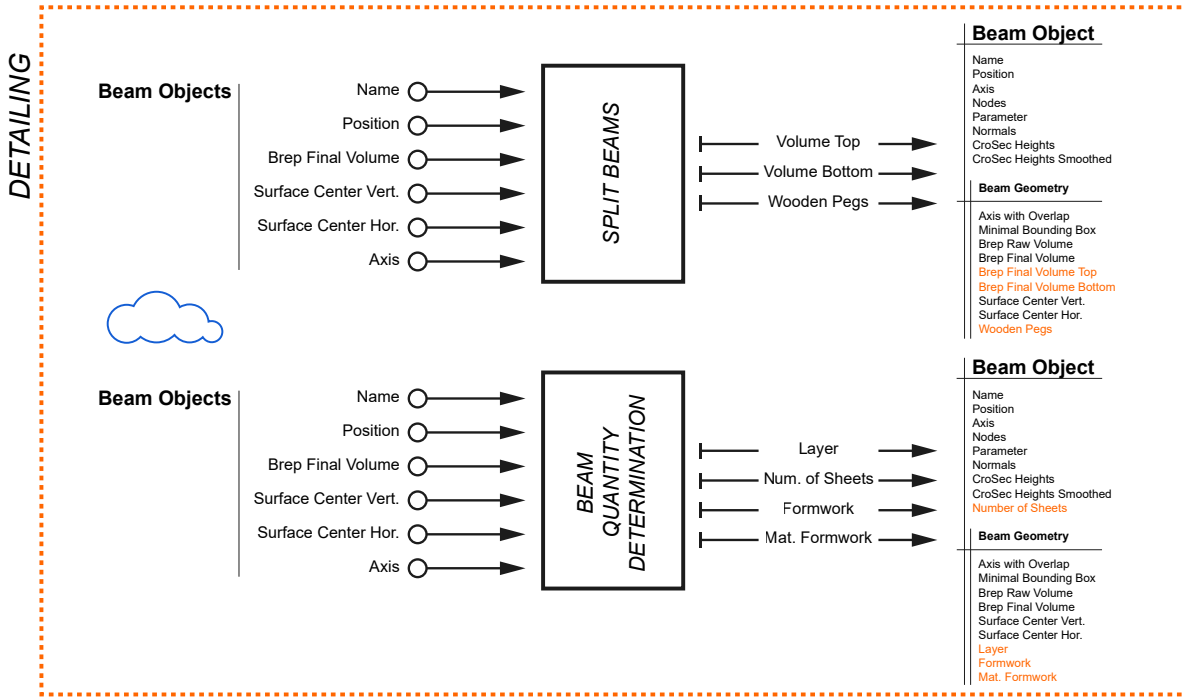 DETAILING
Beam Objects
Name
Position
Brep Final Volume
Surface Center Vert.
Surface Center Hor.
Axis
SPLIT BEAMS
Volume Top
Volume Bottom
Wooden Pegs
Beam Object
Name
Position
Axis
Nodes
Parameter
Normals
CroSec Heights
CroSec Heights Smoothed
Beam Geometry
Axis with Overlap
Minimal Bounding Box
Brep Raw Volume
Brep Final Volume
Brep Final Volume Top
Brep Final Volume Bottom
Surface Center Vert.
Surface Center Hor.
Wooden Pegs
Beam Objects
Name
Position
Brep Final Volume
Surface Center Vert.
Surface Center Hor.
Axis
BEAM
QUANTITY
DETERMINATION
Layer
Num. of Sheets
Formwork
Mat. Formwork
Beam Object
Name
Position
Axis
Nodes
Parameter
Normals
CroSec Heights
CroSec Heights Smoothed
Number of Sheets
Beam Geometry
Axis with Overlap
Minimal Bounding Box
Brep Raw Volume
Brep Final Volume
Surface Center Vert.
Surface Center Hor.
Layer
Formwork
Mat. Formwork